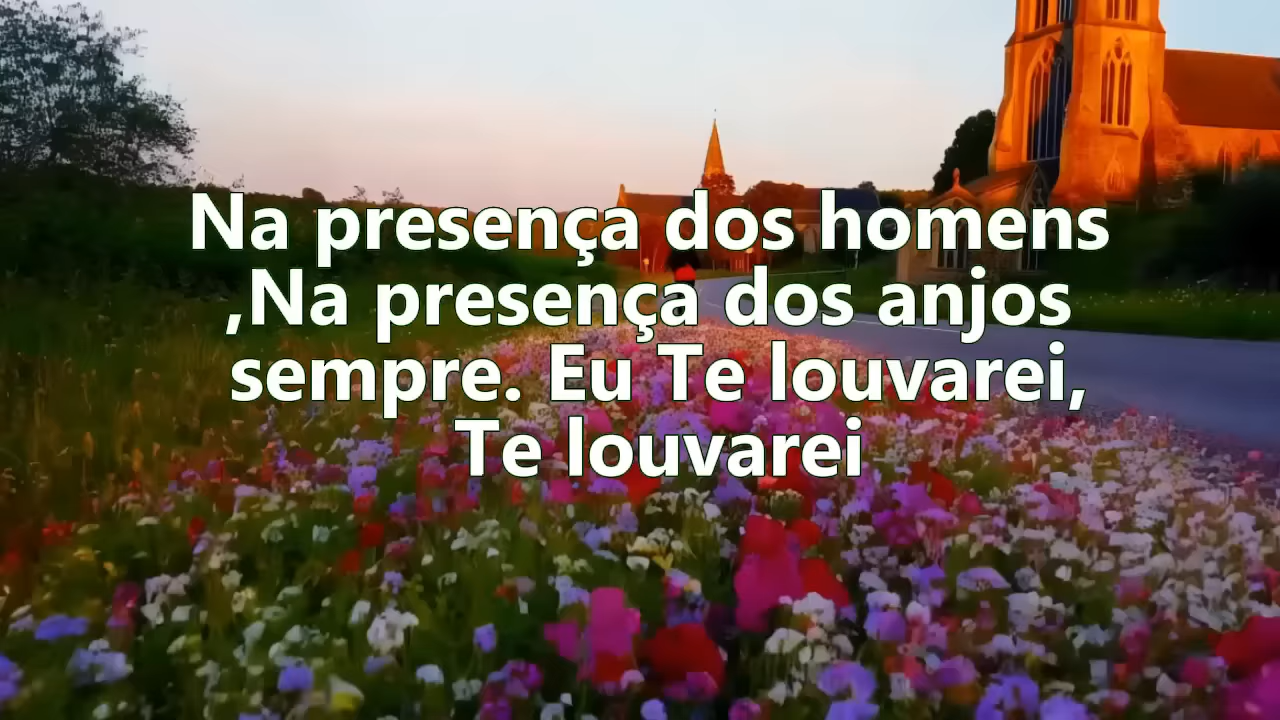 Na presença dos homens
,Na presença dos anjos
sempre. Eu Te louvarei,
Te louvarei